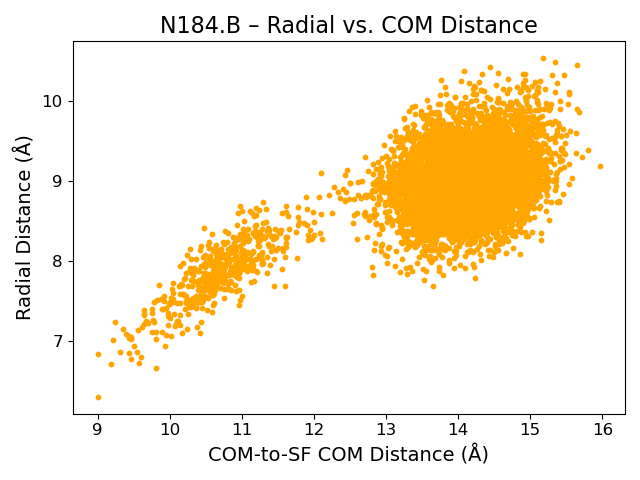 N184.B – Radial vs. COM Distance
Radial Distance (Å)
10
9
8
7
9 10 11 12 13 14 15 16
COM-to-SF COM Distance (Å)